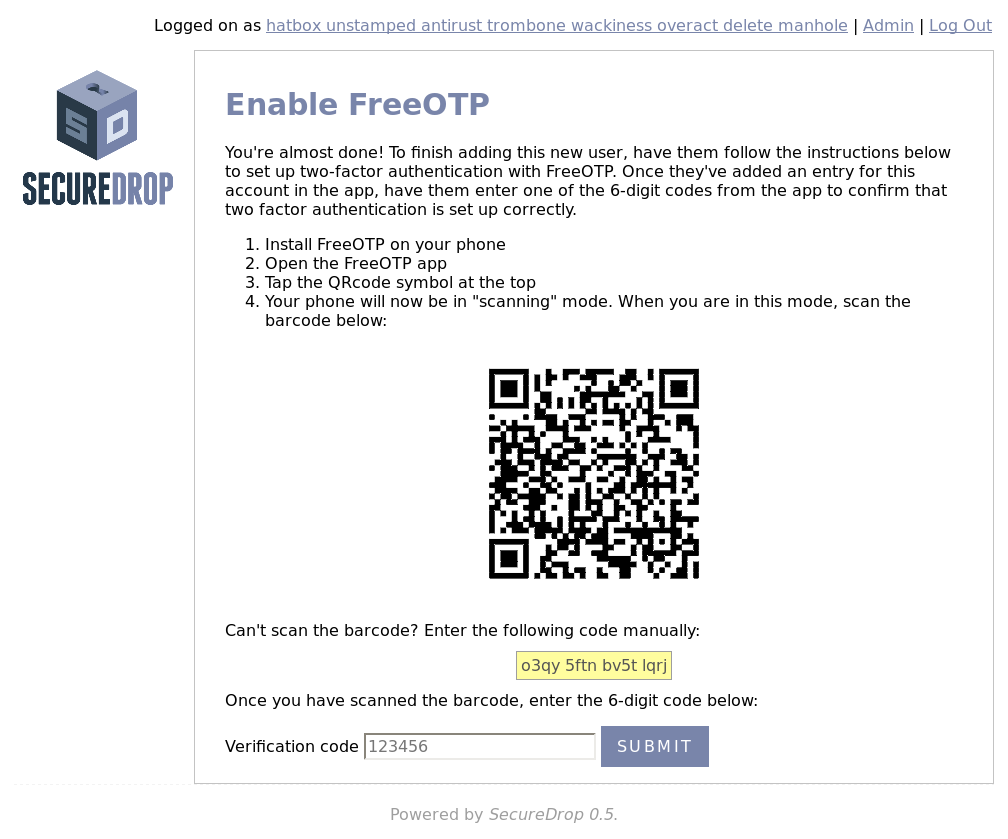 Logged on as hatbox unstamped antirust trombone wackiness overact delete manhole | Admin | Log Out
SD
SECUREDROP
Enable FreeOTP
You're almost done! To finish adding this new user, have them follow the instructions below
to set up two-factor authentication with FreeOTP. Once they've added an entry for this
account in the app, have them enter one of the 6-digit codes from the app to confirm that
two factor authentication is set up correctly.
1. Install FreeOTP on your phone
2. Open the FreeOTP app
3. Tap the QRcode symbol at the top
4. Your phone will now be in "scanning" mode. When you are in this mode, scan the
barcode below:
Can't scan the barcode? Enter the following code manually:
o3qy 5ftn bv5t lqrj
Once you have scanned the barcode, enter the 6-digit code below:
Verification code 123456 SUBMIT
Powered by SecureDrop 0.5.